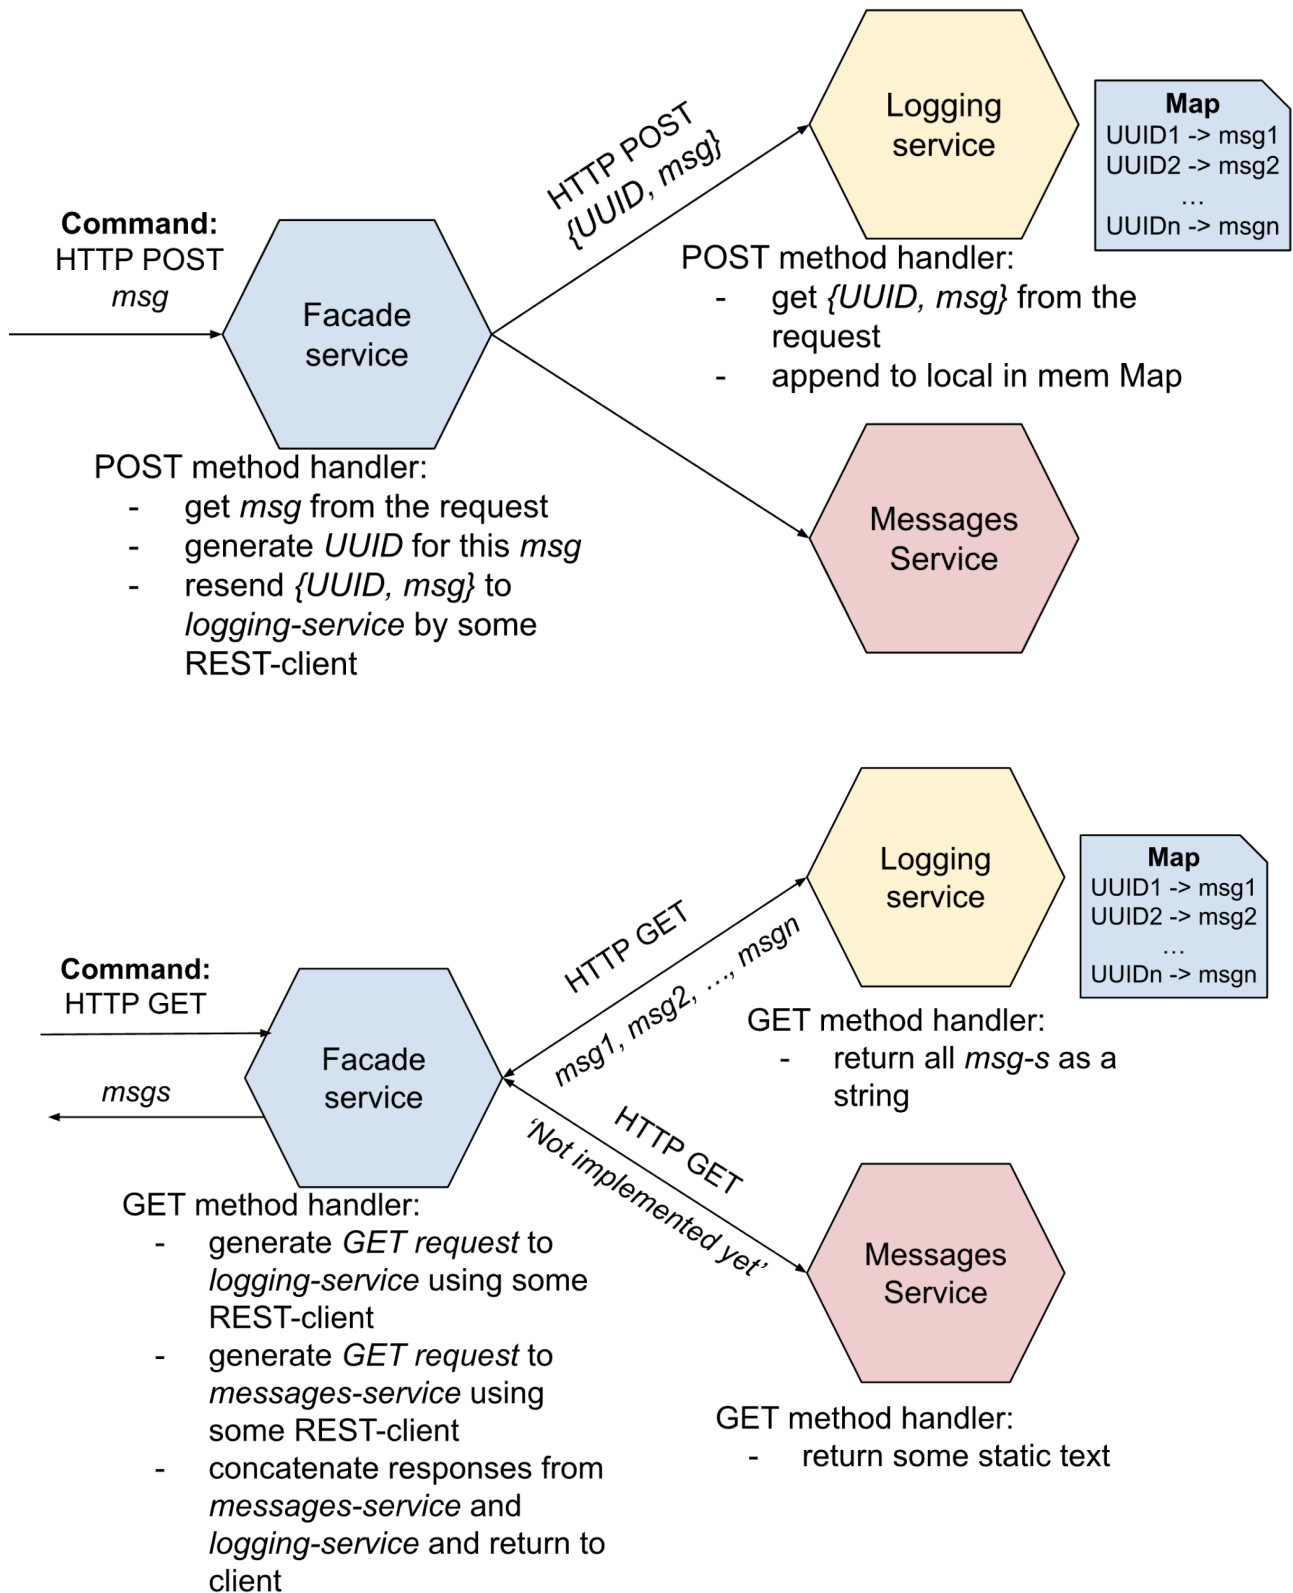 Command:
HTTP POST
msg
Facade
service
HTTP POST
{UUID, msg}
Logging
service
Map
UUID1 -> msg1
UUID2 -> msg2
…
UUIDn -> msgn
POST method handler:
- get {UUID, msg} from the
request
- append to local in mem Map
Messages
Service
POST method handler:
- get msg from the request
- generate UUID for this msg
- resend {UUID, msg} to
logging-service by some
REST-client
Command:
HTTP GET
msgs
Facade
service
HTTP GET
msg1, msg2, …, msgn
Logging
service
Map
UUID1 -> msg1
UUID2 -> msg2
…
UUIDn -> msgn
GET method handler:
- return all msg-s as a
string
HTTP GET
‘Not implemented yet’
Messages
Service
GET method handler:
- return some static text
GET method handler:
- generate GET request to
logging-service using some
REST-client
- generate GET request to
messages-service using
some REST-client
- concatenate responses from
messages-service and
logging-service and return to
client